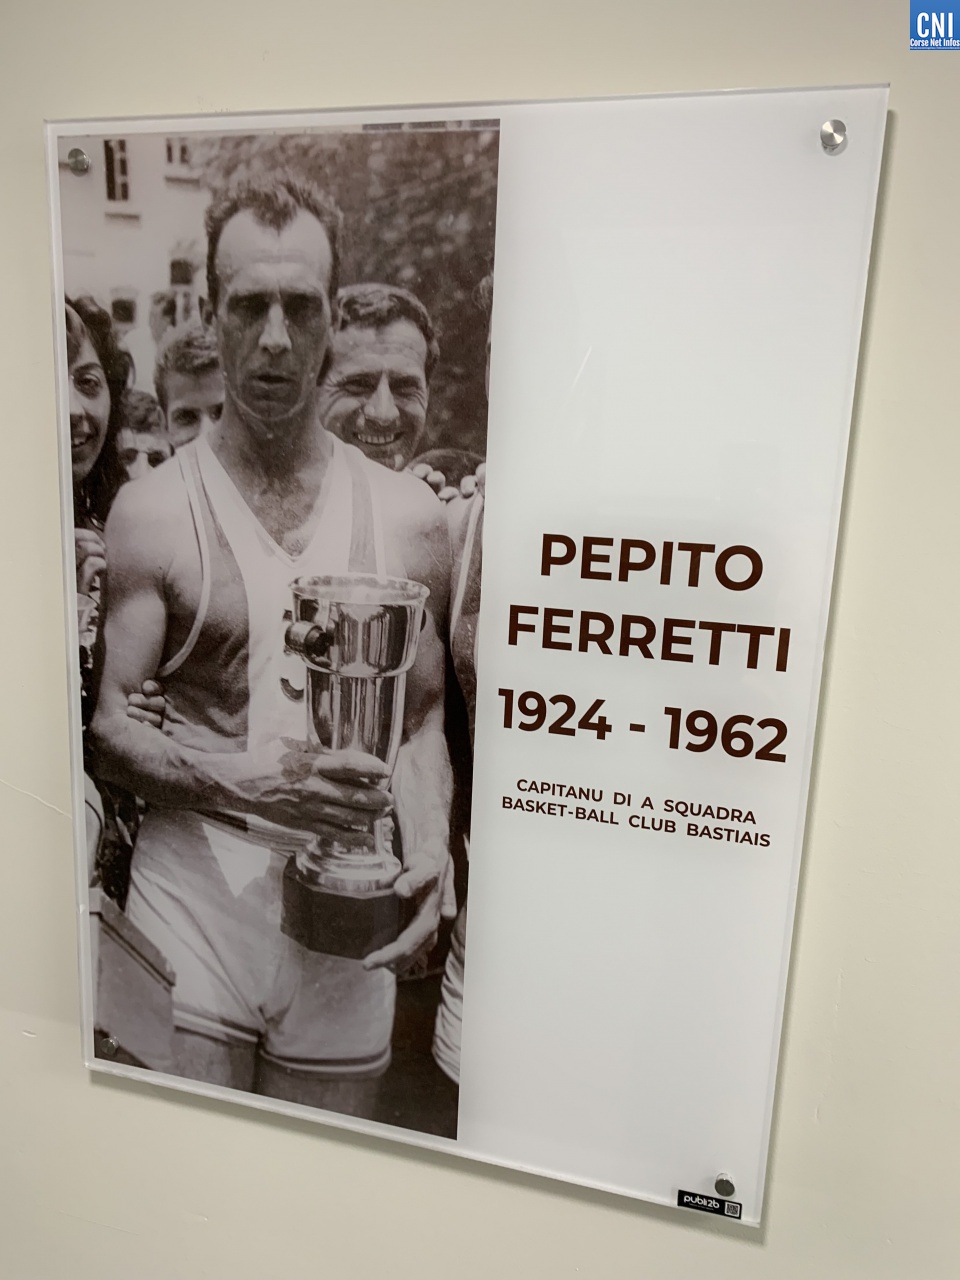 CNI
Corse Net Infos
PEPITO
FERRETTI
1924 - 1962
CAPITANU DI A SQUADRA
BASKET-BALL CLUB BASTIAIS
publi2b